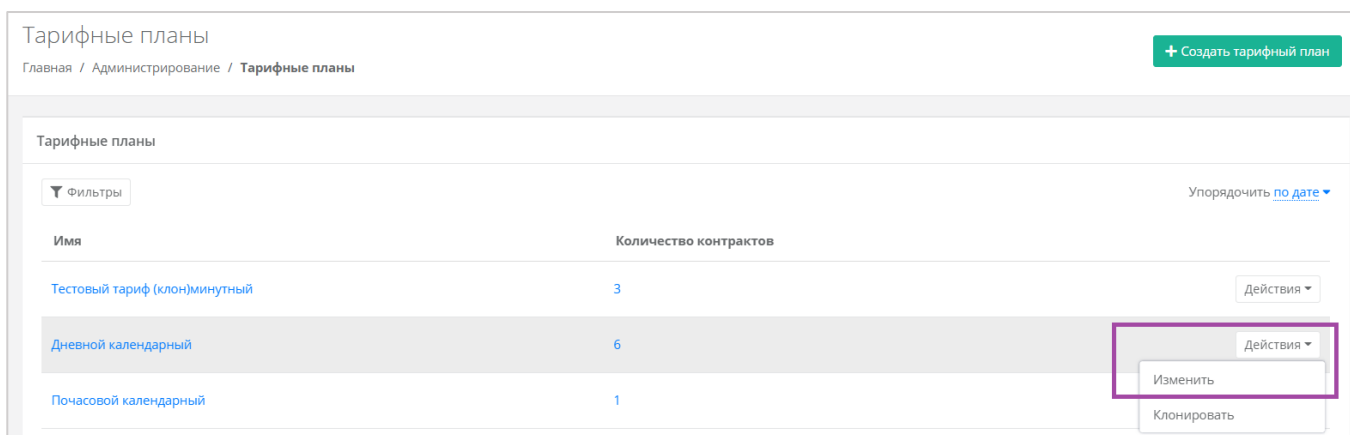 Тарифные планы
+ Создать тарифный план
Главная / Администрирование / Тарифные планы
Тарифные планы
Фильтры
Упорядочить по дате
Имя Количество контрактов
Тестовый тариф (клон)минутный 3 Действия
Дневной календарный 6 Действия
Изменить
Почасовой календарный 1
Клонировать